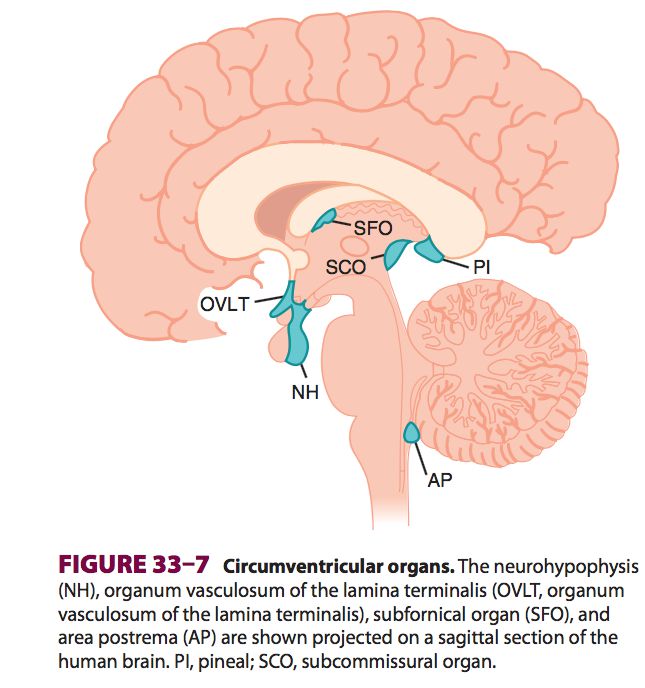 SFO
SCO
PI
OVLT
NH
AP
FIGURE 33–7 Circumventricular organs. The neurohypophysis
(NH), organum vasculosum of the lamina terminalis (OVLT, organum
vasculosum of the lamina terminalis), subfornical organ (SFO), and
area postrema (AP) are shown projected on a sagittal section of the
human brain. PI, pineal; SCO, subcommissural organ.